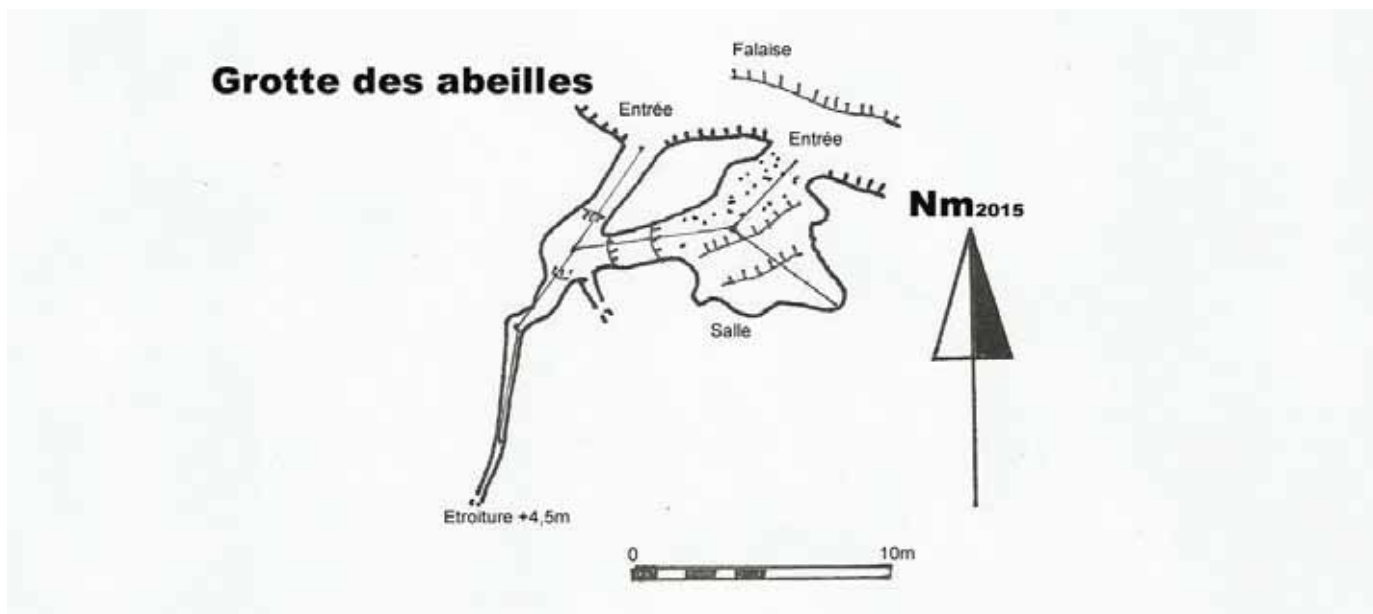 Falaise
Grotte des abeilles
Entrée
Entrée
Nm2015
Salle
Etroiture +4,5m
0 10m